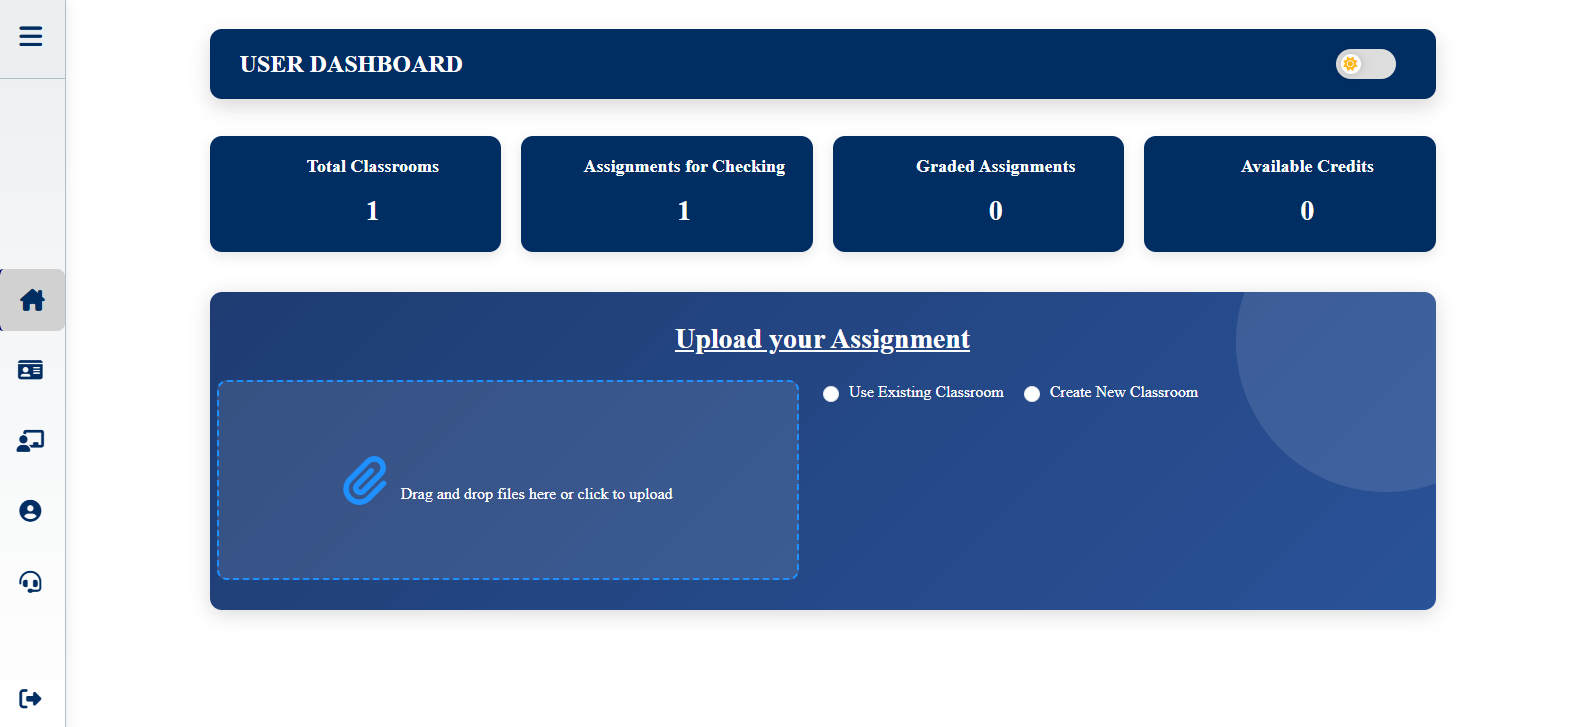 USER DASHBOARD
Total Classrooms
1
Assignments for Checking
1
Graded Assignments
0
Available Credits
0
Upload your Assignment
Drag and drop files here or click to upload
Use Existing Classroom
Create New Classroom